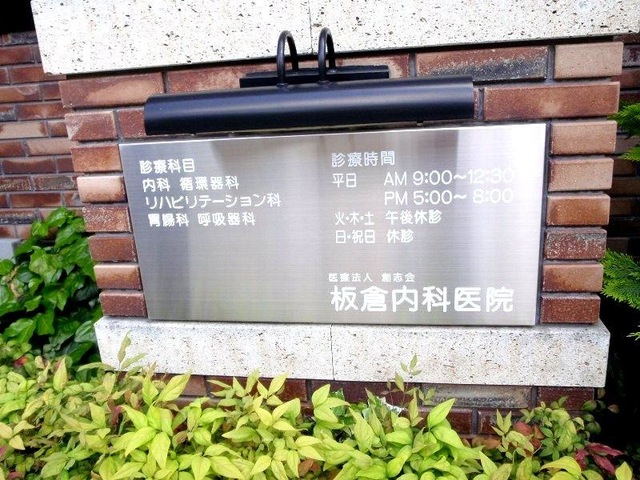 診療科目
内科 循環器科
リハビリテーション科
胃腸科 呼吸器科
診療時間
平日 AM 9:00～12:30
PM 5:00～8:00
火・木・土 午後休診
日・祝日 休診
医療法人 創志会
板倉内科医院